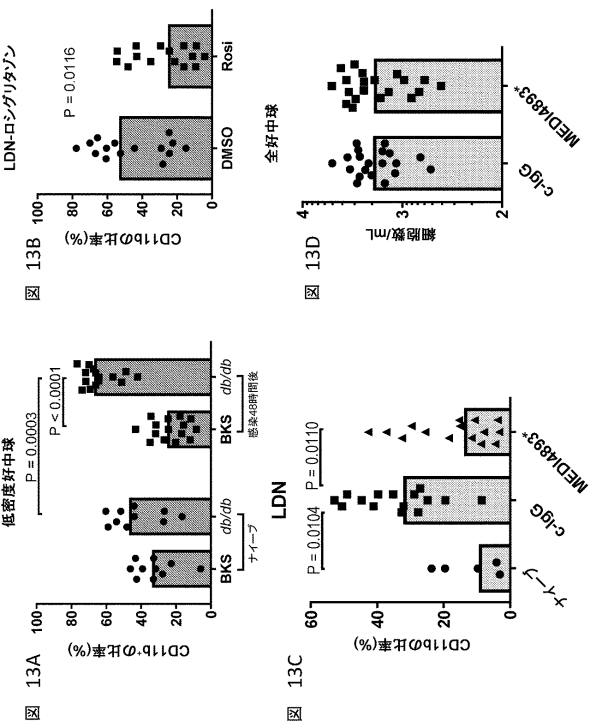 図 13A
低密度好中球
P = 0.0003
P < 0.0001
CD11b⁺の比率(%)
100
80
60
40
20
0
BKS
db/db
BKS
db/db
ナイーブ
感染48時間後
図 13B
LDN-ロシグリタゾン
P = 0.0116
CD11bの比率(%)
100
80
60
40
20
0
DMSO
Rosi
図 13C
LDN
P = 0.0104
P = 0.0110
CD11bの比率(%)
60
40
20
0
ナイーブ
c-IgG
MEDI4893*
図 13D
全好中球
細胞数/mL
4
3
2
c-IgG
MEDI4893*